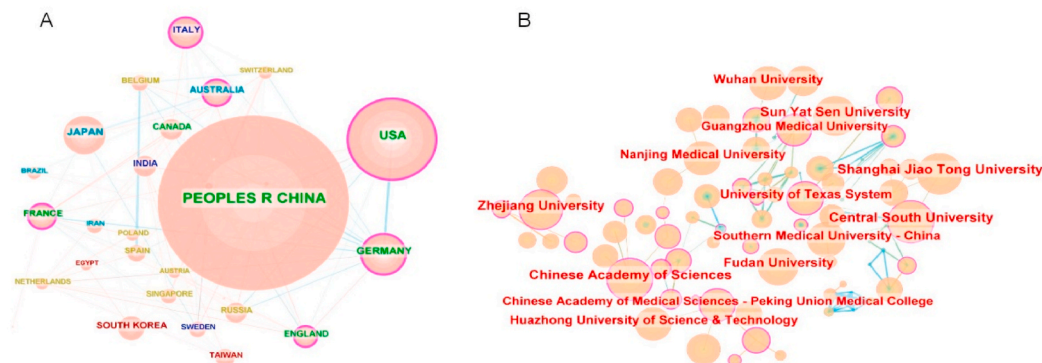 A
ITALY
SWITZERLAND
BELGIUM
AUSTRALIA
JAPAN
CANADA
USA
INDIA
BRAZIL
PEOPLES R CHINA
FRANCE
IRAN
POLAND
SPAIN
GERMANY
EGYPT
AUSTRIA
NETHERLANDS
SINGAPORE
RUSSIA
SOUTH KOREA
SWEDEN
ENGLAND
TAIWAN
B
Wuhan University
Sun Yat Sen University
Guangzhou Medical University
Nanjing Medical University
Shanghai Jiao Tong University
University of Texas System
Zhejiang University
Central South University
Southern Medical University - China
Fudan University
Chinese Academy of Sciences
Chinese Academy of Medical Sciences - Peking Union Medical College
Huazhong University of Science & Technology